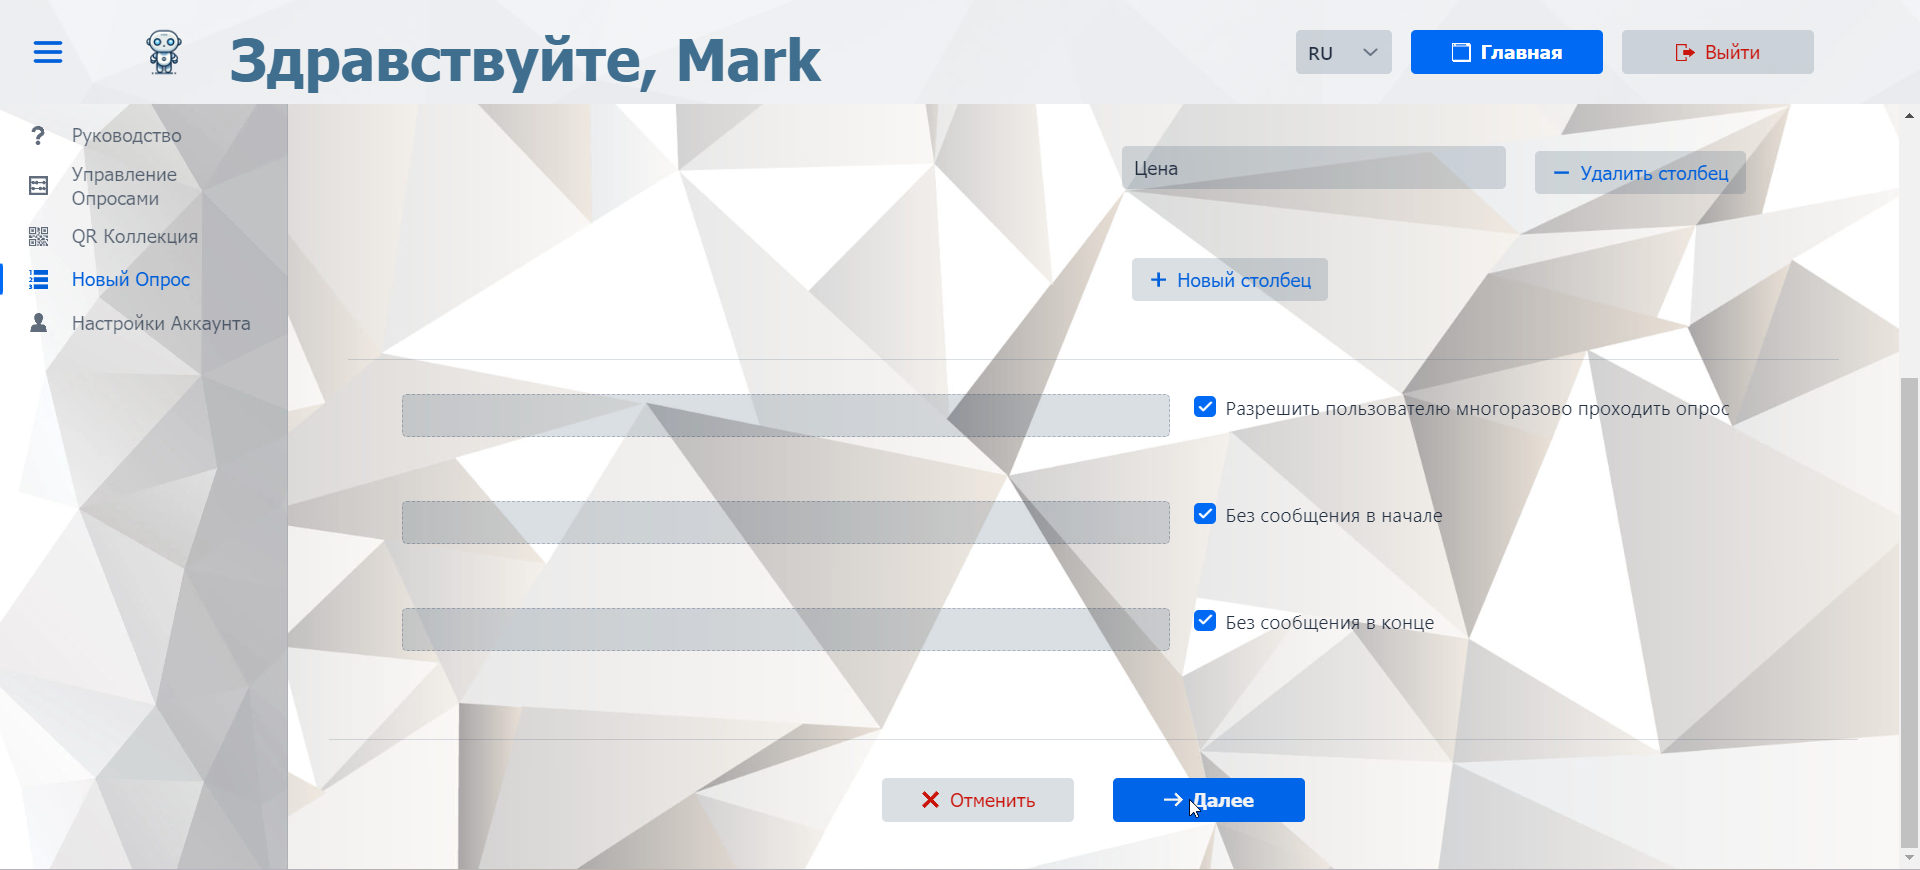 Здравствуйте, Mark
RU
Главная
Выйти
? Руководство
Управление
Опросами
QR Коллекция
Новый Опрос
Настройки Аккаунта
Цена
− Удалить столбец
+ Новый столбец
Разрешить пользователю многоразово проходить опрос
Без сообщения в начале
Без сообщения в конце
Отменить
Далее